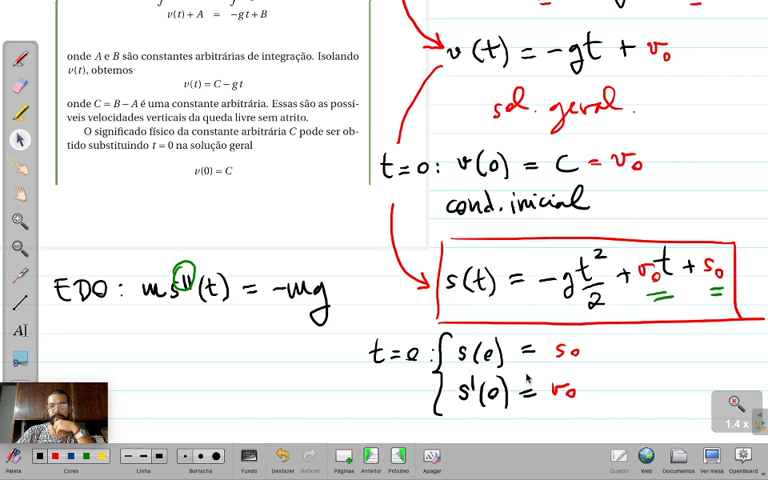 v(t) + A = −gt + B
onde A e B são constantes arbitrárias de integração. Isolando
v(t), obtemos
v(t) = C − gt
onde C = B − A é uma constante arbitrária. Essas são as possí-
veis velocidades verticais da queda livre sem atrito.
O significado físico da constante arbitrária C pode ser ob-
tido substituindo t = 0 na solução geral
v(0) = C
v(t) = -gt + v₀
sol. geral.
t=0: v(0) = C = v₀
cond. inicial
s(t) = -g t²/2 + v₀t + s₀
EDO: ms''(t) = -mg
t=0: { s(0) = s₀
s'(0) = v₀
1.4 x
Paleta Cores Linha Borracha Fundo Desfazer Refazer Páginas Anterior Próximo Apagar Quadro Web Documentos Ver mesa OpenBoard